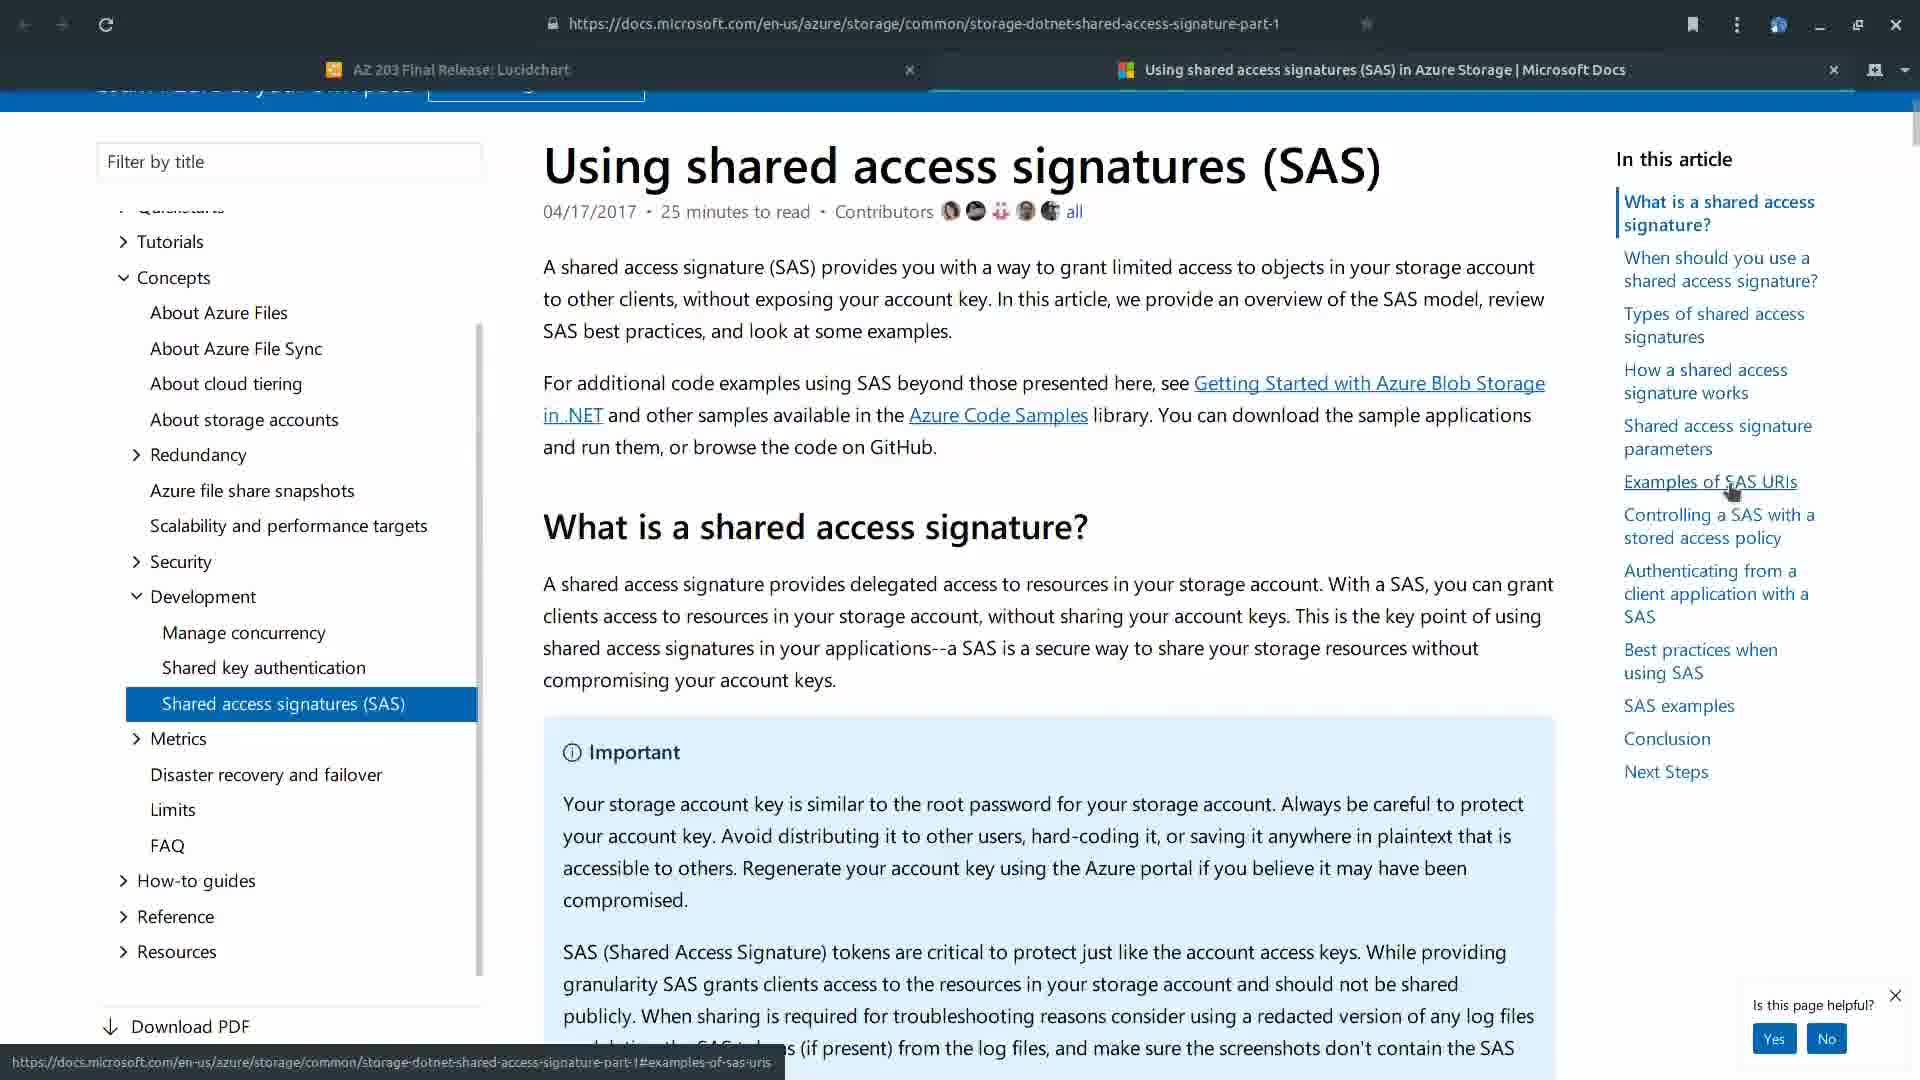 https://docs.microsoft.com/en-us/azure/storage/common/storage-dotnet-shared-access-signature-part-1
AZ 203 Final Release: Lucidchart
Using shared access signatures (SAS) in Azure Storage | Microsoft Docs
Filter by title
Quickstarts
Tutorials
Concepts
About Azure Files
About Azure File Sync
About cloud tiering
About storage accounts
Redundancy
Azure file share snapshots
Scalability and performance targets
Security
Development
Manage concurrency
Shared key authentication
Shared access signatures (SAS)
Metrics
Disaster recovery and failover
Limits
FAQ
How-to guides
Reference
Resources
Download PDF
Using shared access signatures (SAS)
04/17/2017 • 25 minutes to read • Contributors all
A shared access signature (SAS) provides you with a way to grant limited access to objects in your storage account
to other clients, without exposing your account key. In this article, we provide an overview of the SAS model, review
SAS best practices, and look at some examples.
For additional code examples using SAS beyond those presented here, see Getting Started with Azure Blob Storage
in .NET and other samples available in the Azure Code Samples library. You can download the sample applications
and run them, or browse the code on GitHub.
What is a shared access signature?
A shared access signature provides delegated access to resources in your storage account. With a SAS, you can grant
clients access to resources in your storage account, without sharing your account keys. This is the key point of using
shared access signatures in your applications--a SAS is a secure way to share your storage resources without
compromising your account keys.
Important
Your storage account key is similar to the root password for your storage account. Always be careful to protect
your account key. Avoid distributing it to other users, hard-coding it, or saving it anywhere in plaintext that is
accessible to others. Regenerate your account key using the Azure portal if you believe it may have been
compromised.
SAS (Shared Access Signature) tokens are critical to protect just like the account access keys. While providing
granularity SAS grants clients access to the resources in your storage account and should not be shared
publicly. When sharing is required for troubleshooting reasons consider using a redacted version of any log files
(if present) from the log files, and make sure the screenshots don't contain the SAS
In this article
What is a shared access
signature?
When should you use a
shared access signature?
Types of shared access
signatures
How a shared access
signature works
Shared access signature
parameters
Examples of SAS URIs
Controlling a SAS with a
stored access policy
Authenticating from a
client application with a
SAS
Best practices when
using SAS
SAS examples
Conclusion
Next Steps
Is this page helpful?
Yes
No
https://docs.microsoft.com/en-us/azure/storage/common/storage-dotnet-shared-access-signature-part-1#examples-of-sas-uris